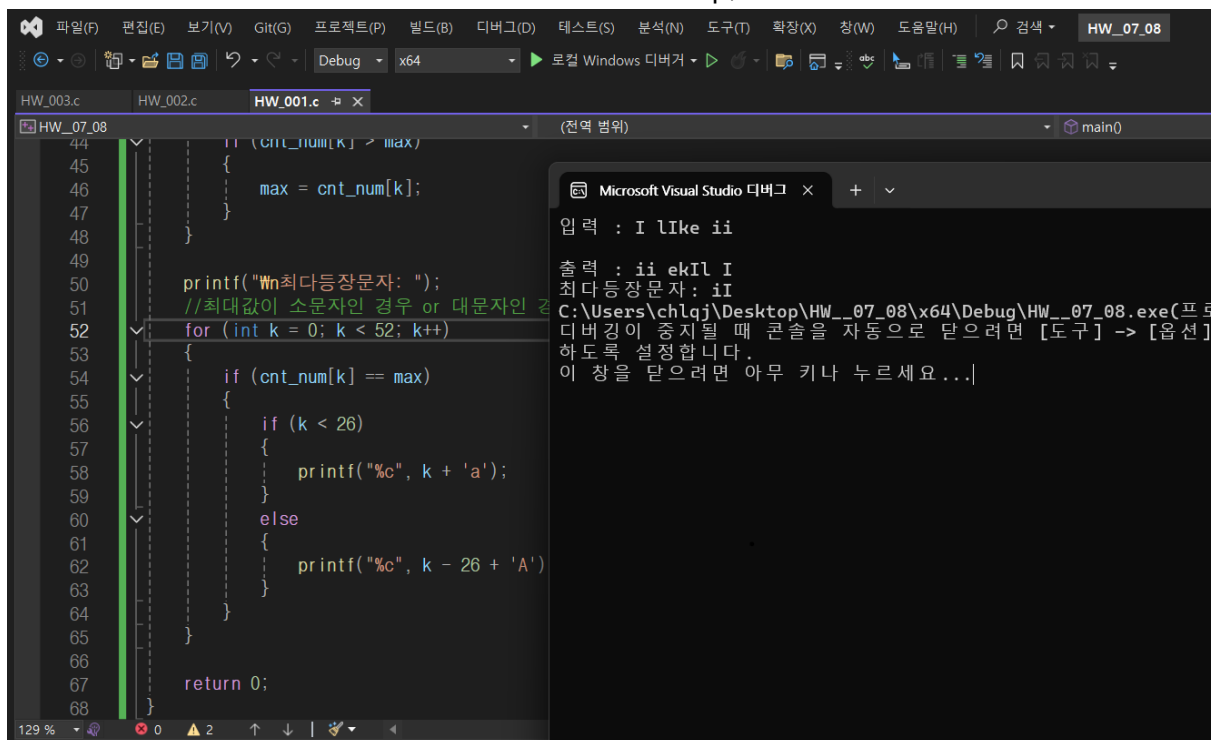 파일(F) 편집(E) 보기(V) Git(G) 프로젝트(P) 빌드(B) 디버그(D) 테스트(S) 분석(N) 도구(T) 확장(X) 창(W) 도움말(H) 검색 HW__07_08
Debug x64 로컬 Windows 디버거
HW_003.c HW_002.c HW_001.c
HW__07_08 (전역 범위) main()
44 if (cnt_num[k] > max)
45 {
46 max = cnt_num[k];
47 }
48 }
49
50 printf("₩n최다등장문자: ");
51 //최대값이 소문자인 경우 or 대문자인 경
52 for (int k = 0; k < 52; k++)
53 {
54 if (cnt_num[k] == max)
55 {
56 if (k < 26)
57 {
58 printf("%c", k + 'a');
59 }
60 else
61 {
62 printf("%c", k - 26 + 'A')
63 }
64 }
65 }
66
67 return 0;
68 }
129 % 0 2
Microsoft Visual Studio 디버그
입력 : I lIke ii
출력 : ii ekIl I
최다등장문자: iI
C:\Users\chlqj\Desktop\HW__07_08\x64\Debug\HW__07_08.exe(프로
디버깅이 중지될 때 콘솔을 자동으로 닫으려면 [도구] -> [옵션]
하도록 설정합니다.
이 창을 닫으려면 아무 키나 누르세요...